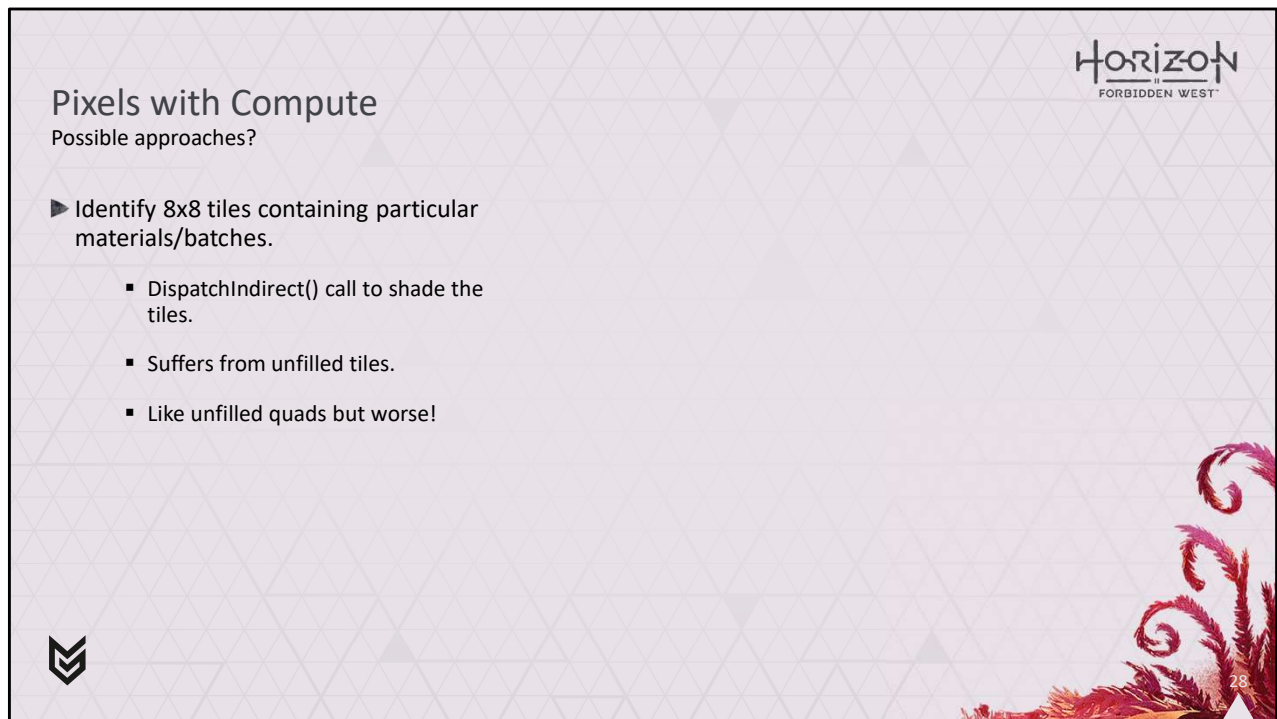 HORIZON
FORBIDDEN WEST™
Pixels with Compute
Possible approaches?
Identify 8x8 tiles containing particular
materials/batches.
▪ DispatchIndirect() call to shade the
tiles.
▪ Suffers from unfilled tiles.
▪ Like unfilled quads but worse!
28